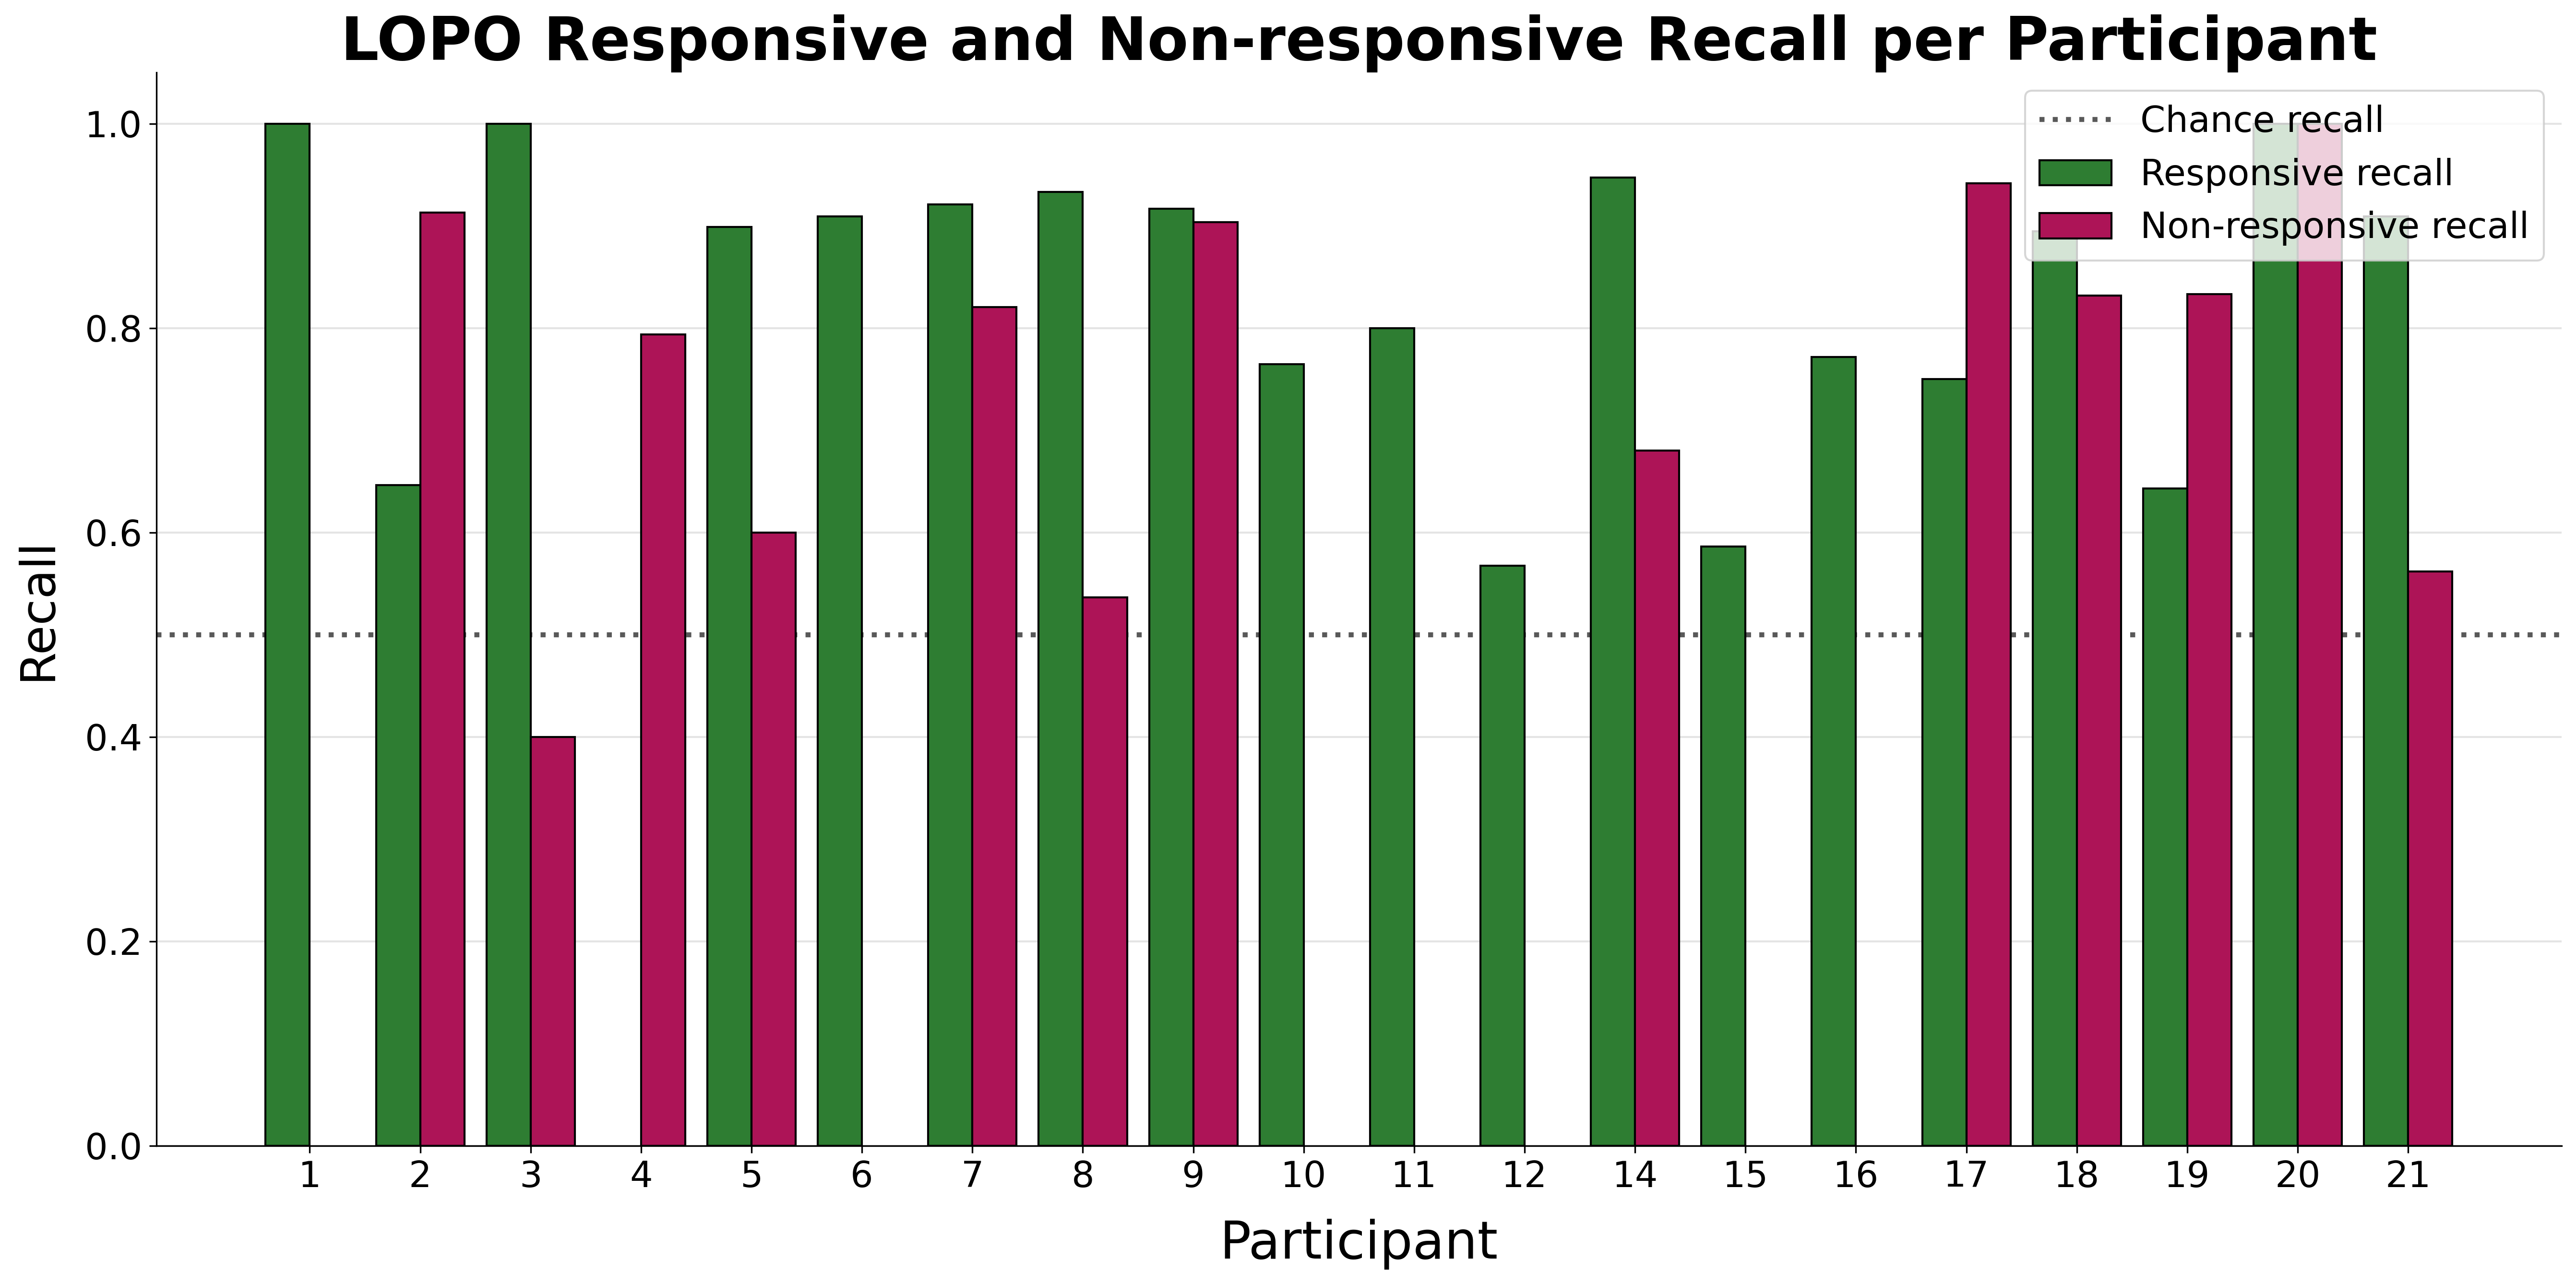 LOPO Responsive and Non-responsive Recall per Participant
Chance recall
Responsive recall
Non-responsive recall
Recall
1.0
0.8
0.6
0.4
0.2
0.0
1 2 3 4 5 6 7 8 9 10 11 12 14 15 16 17 18 19 20 21
Participant